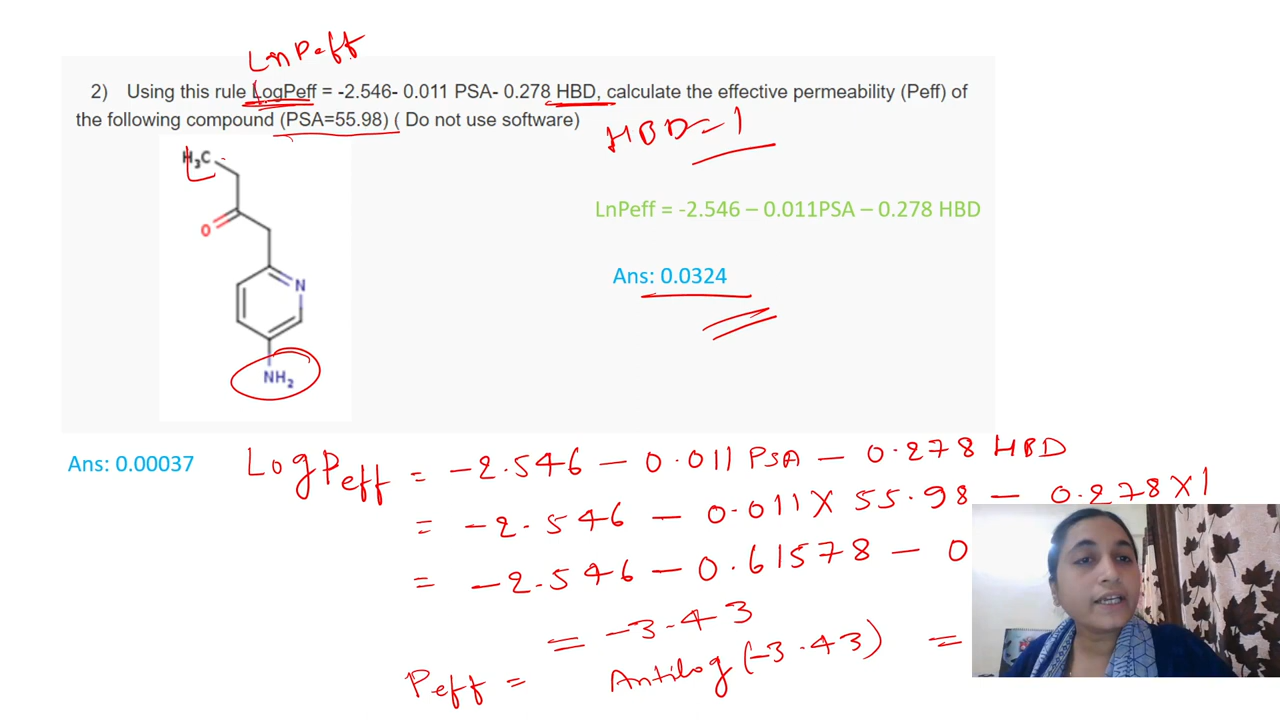 LnPeff
2) Using this rule LogPeff = -2.546- 0.011 PSA- 0.278 HBD, calculate the effective permeability (Peff) of
the following compound (PSA=55.98) ( Do not use software)
HBD=1
H3C
LnPeff = -2.546 – 0.011PSA – 0.278 HBD
O
Ans: 0.0324
N
NH2
Ans: 0.00037
LogPeff = -2.546 - 0.011 PSA - 0.278 HBD
= -2.546 - 0.011 X 55.98 - 0.278 X 1
= -2.546 - 0.61578 - 0
= -3.43
Peff = Antilog (-3.43) =